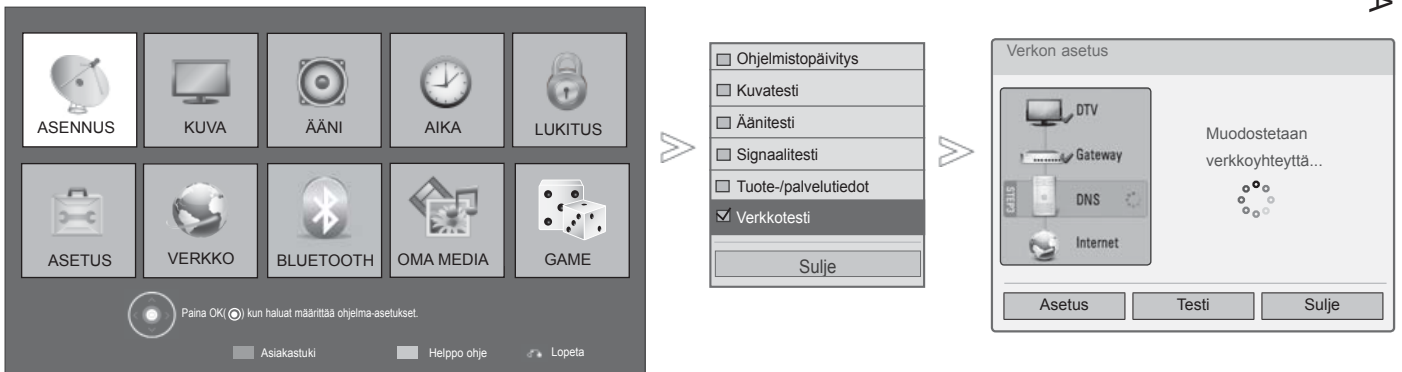 A
ASENNUS
KUVA
ÄÄNI
AIKA
LUKITUS
ASETUS
VERKKO
BLUETOOTH
OMA MEDIA
GAME
Paina OK( ) kun haluat määrittää ohjelma-asetukset.
Asiakastuki
Helppo ohje
Lopeta
Ohjelmistopäivitys
Kuvatesti
Äänitesti
Signaalitesti
Tuote-/palvelutiedot
Verkkotesti
Sulje
Verkon asetus
DTV
Gateway
STEP3
DNS
Internet
Muodostetaan
verkkoyhteyttä...
Asetus
Testi
Sulje